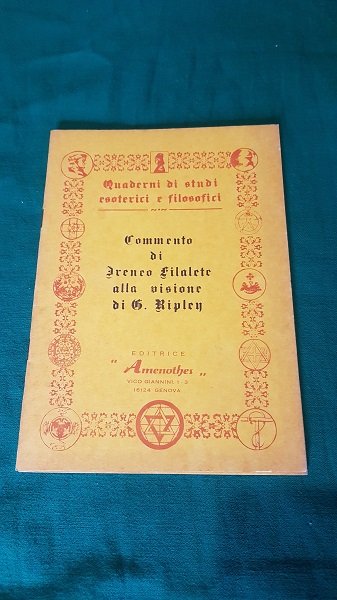 Quaderni di studi
esoterici e filosofici
Commento
di
Ireneo Filalete
alla visione
di G. Ripley
EDITRICE
" Amenothes "
VICO GIANNINI, 1-3
16124 GENOVA